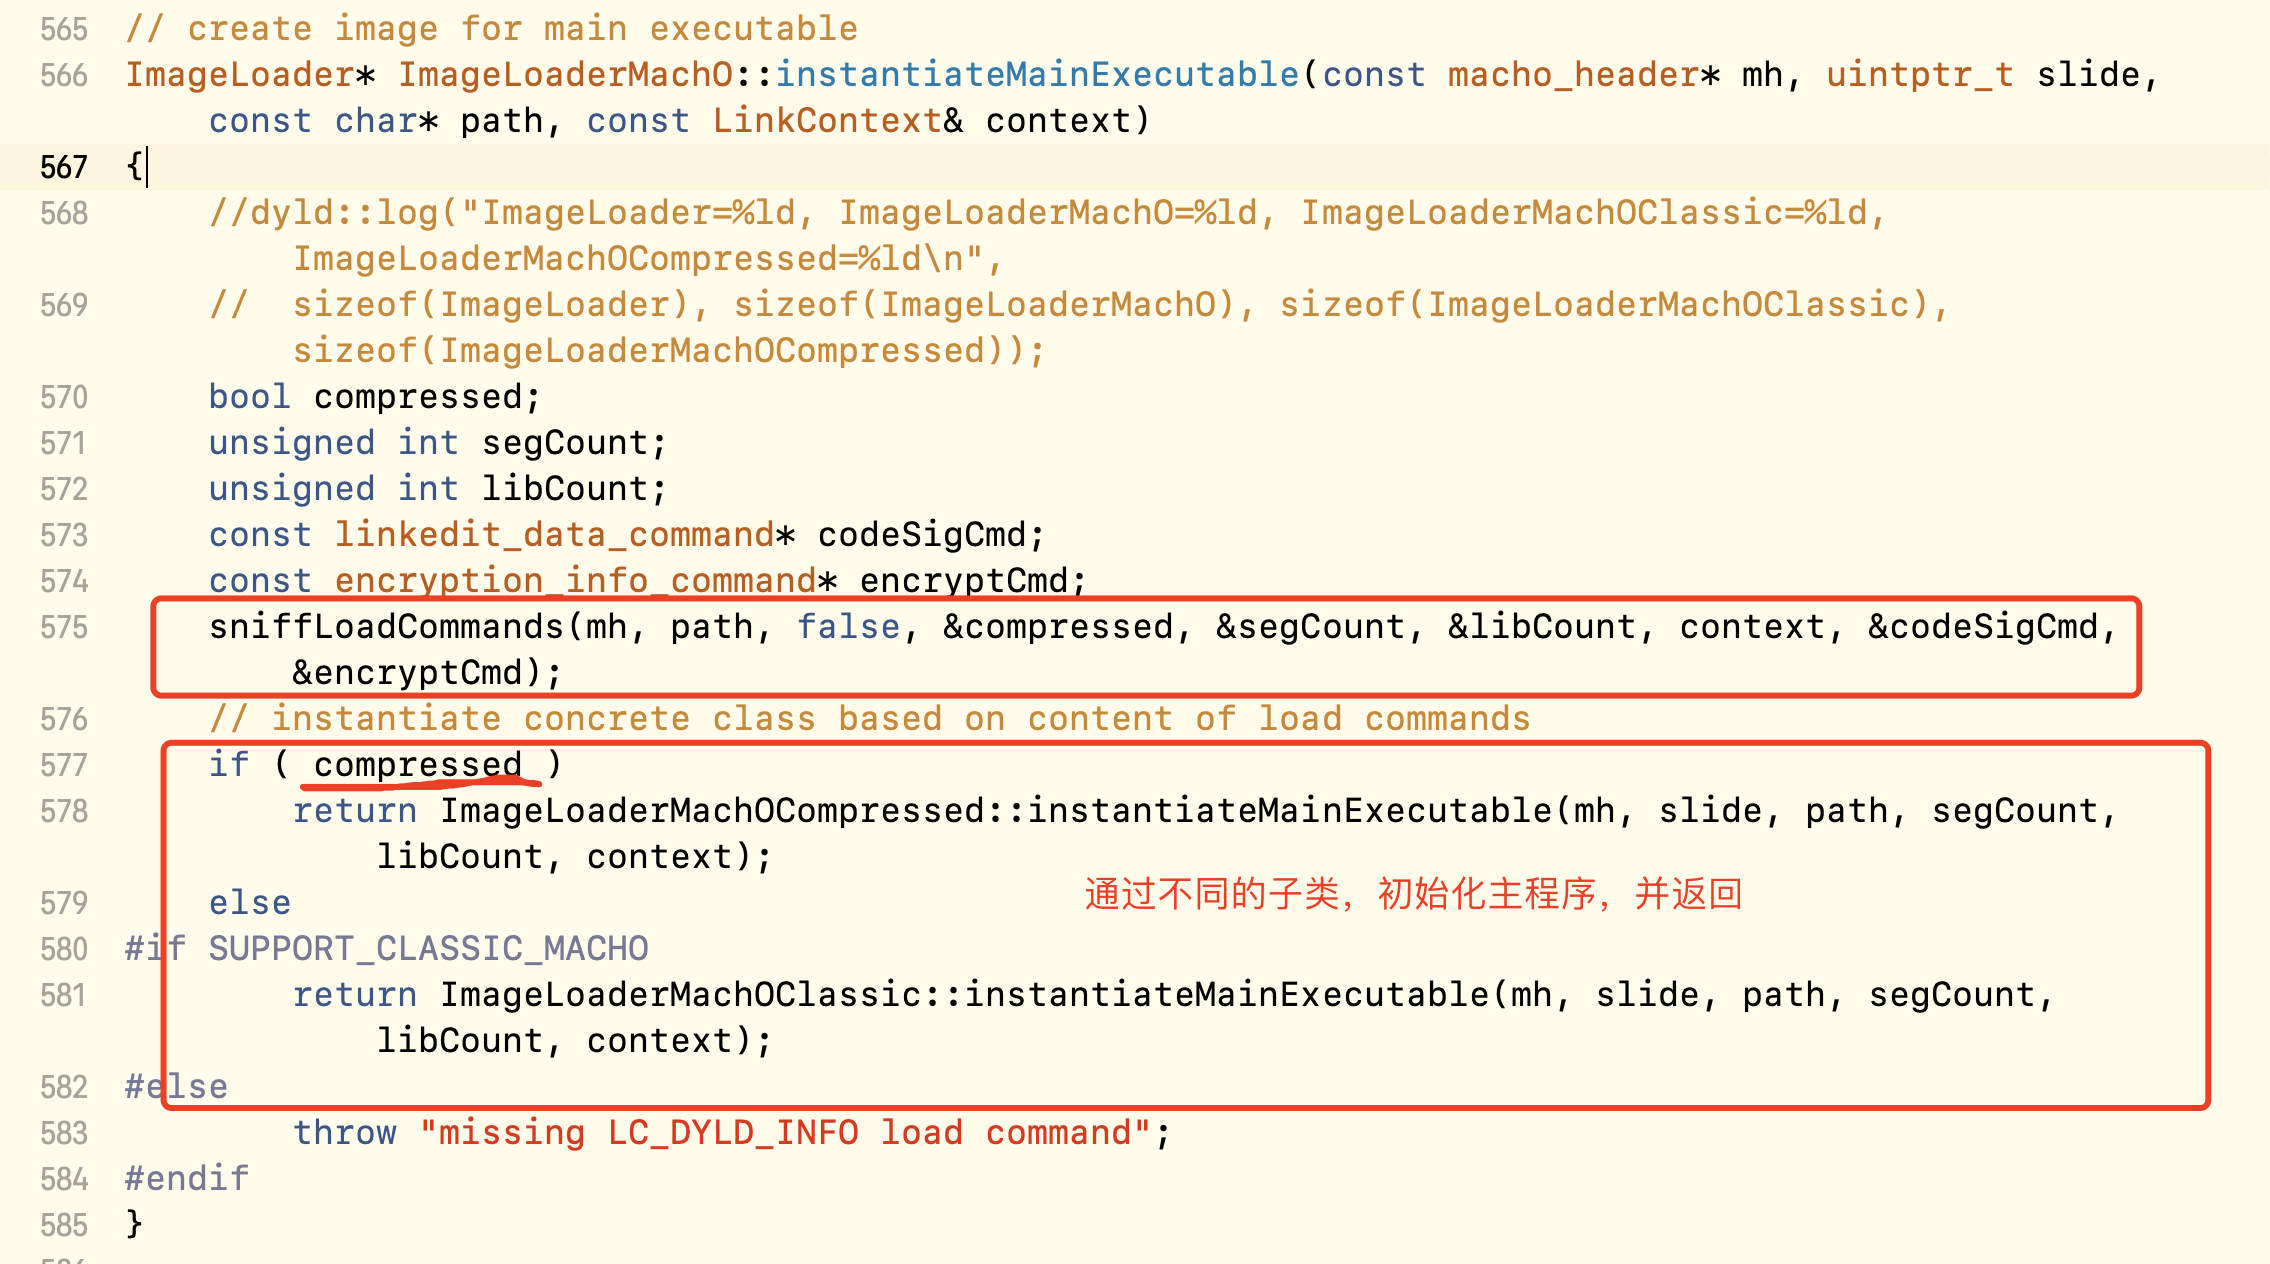 565 // create image for main executable
566 ImageLoader* ImageLoaderMachO::instantiateMainExecutable(const macho_header* mh, uintptr_t slide,
const char* path, const LinkContext& context)
567 {
568 //dyld::log("ImageLoader=%ld, ImageLoaderMachO=%ld, ImageLoaderMachOClassic=%ld,
ImageLoaderMachOCompressed=%ld\n",
569 // sizeof(ImageLoader), sizeof(ImageLoaderMachO), sizeof(ImageLoaderMachOClassic),
sizeof(ImageLoaderMachOCompressed));
570 bool compressed;
571 unsigned int segCount;
572 unsigned int libCount;
573 const linkedit_data_command* codeSigCmd;
574 const encryption_info_command* encryptCmd;
575 sniffLoadCommands(mh, path, false, &compressed, &segCount, &libCount, context, &codeSigCmd,
&encryptCmd);
576 // instantiate concrete class based on content of load commands
577 if ( compressed )
578 return ImageLoaderMachOCompressed::instantiateMainExecutable(mh, slide, path, segCount,
libCount, context);
579 else
通过不同的子类，初始化主程序，并返回
580 #if SUPPORT_CLASSIC_MACHO
581 return ImageLoaderMachOClassic::instantiateMainExecutable(mh, slide, path, segCount,
libCount, context);
582 #else
583 throw "missing LC_DYLD_INFO load command";
584 #endif
585 }